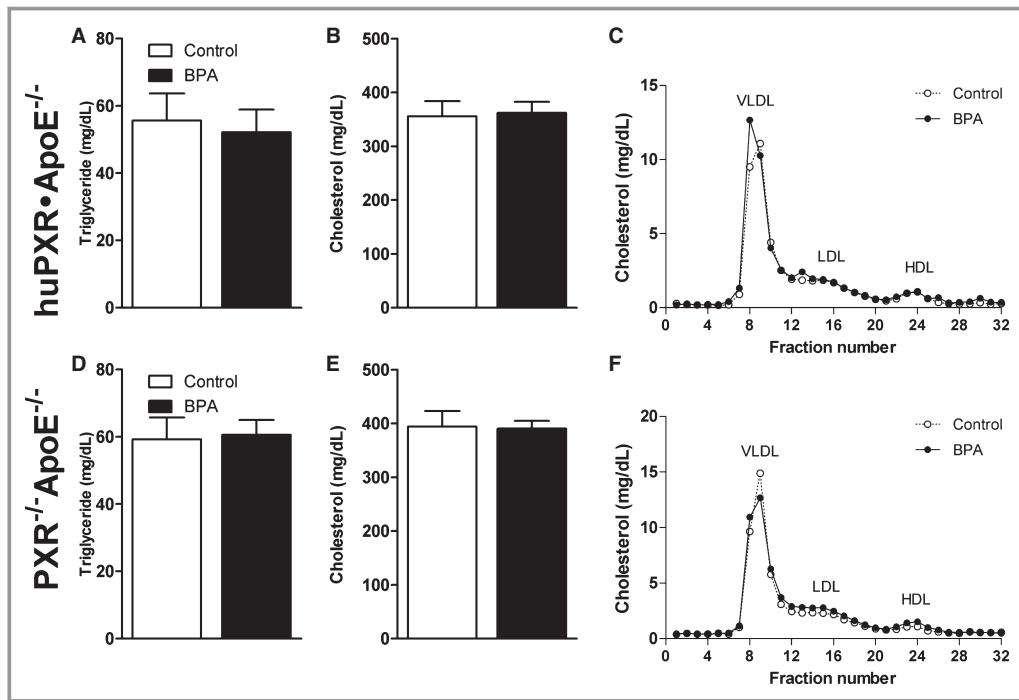 huPXR•ApoE-/-
A
Triglyceride (mg/dL)
80
60
40
20
0
Control
BPA
B
Cholesterol (mg/dL)
500
400
300
200
100
0
C
Cholesterol (mg/dL)
15
10
5
0
VLDL
LDL
HDL
Control
BPA
0 4 8 12 16 20 24 28 32
Fraction number
PXR-/-ApoE-/-
D
Triglyceride (mg/dL)
80
60
40
20
0
Control
BPA
E
Cholesterol (mg/dL)
500
400
300
200
100
0
F
Cholesterol (mg/dL)
20
15
10
5
0
VLDL
LDL
HDL
Control
BPA
0 4 8 12 16 20 24 28 32
Fraction number